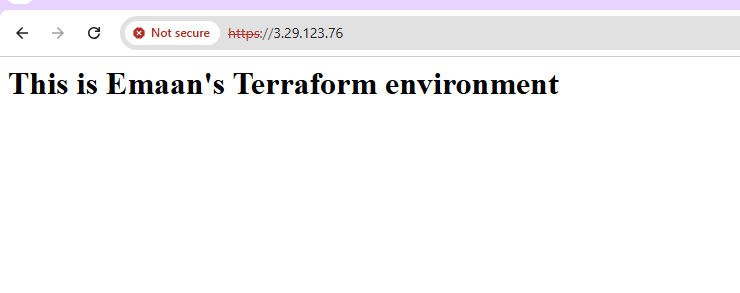 Not secure https://3.29.123.76
This is Emaan's Terraform environment